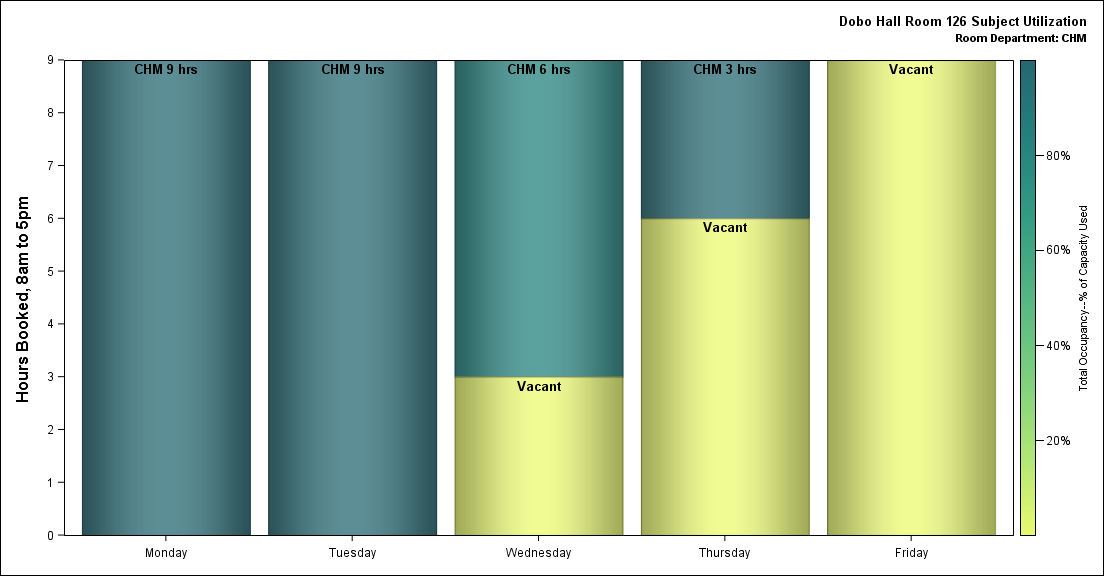 Dobo Hall Room 126 Subject Utilization
Room Department: CHM
Hours Booked, 8am to 5pm
9
8
7
6
5
4
3
2
1
0
CHM 9 hrs
CHM 9 hrs
CHM 6 hrs
CHM 3 hrs
Vacant
Vacant
Vacant
Monday
Tuesday
Wednesday
Thursday
Friday
80%
60%
40%
20%
Total Occupancy--% of Capacity Used